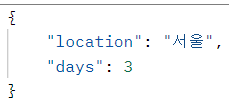 {
    "location": "서울",
    "days": 3
}